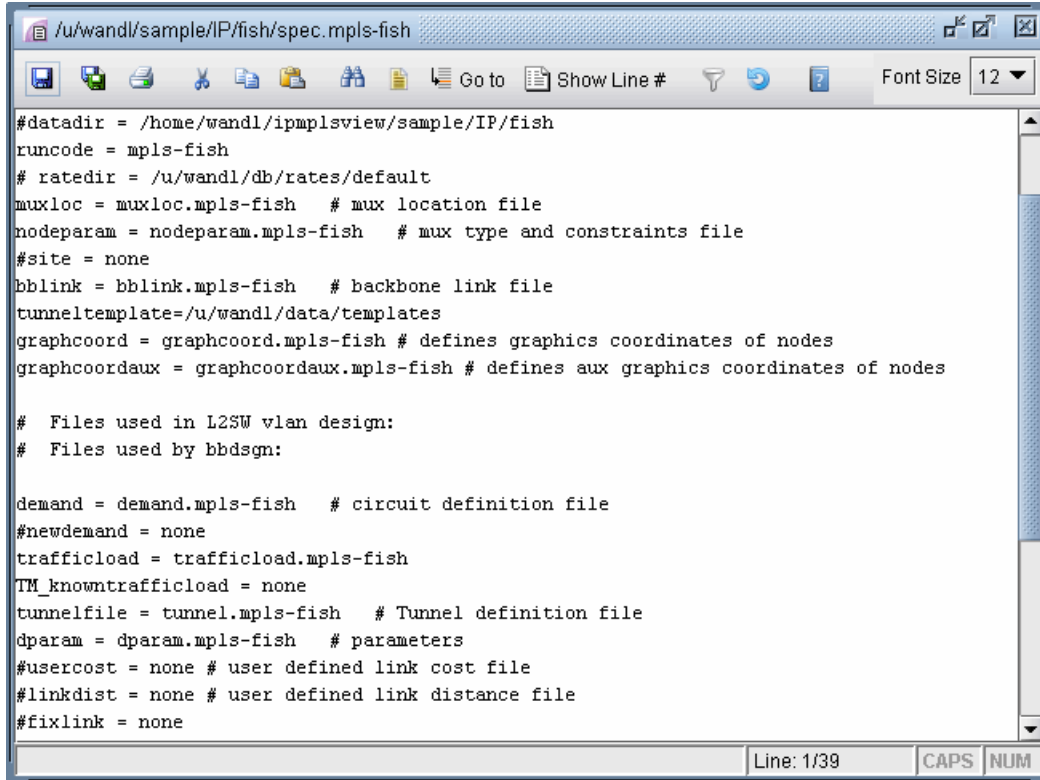 /u/wandl/sample/IP/fish/spec.mpls-fish
Go to Show Line # Font Size 12
#datadir = /home/wandl/ipmplsview/sample/IP/fish
runcode = mpls-fish
# ratedir = /u/wandl/db/rates/default
muxloc = muxloc.mpls-fish   # mux location file
nodeparam = nodeparam.mpls-fish   # mux type and constraints file
#site = none
bblink = bblink.mpls-fish   # backbone link file
tunneltemplate=/u/wandl/data/templates
graphcoord = graphcoord.mpls-fish # defines graphics coordinates of nodes
graphcoordaux = graphcoordaux.mpls-fish # defines aux graphics coordinates of nodes
#  Files used in L2SW vlan design:
#  Files used by bbdsgn:
demand = demand.mpls-fish   # circuit definition file
#newdemand = none
trafficload = trafficload.mpls-fish
TM_knowntrafficload = none
tunnelfile = tunnel.mpls-fish   # Tunnel definition file
dparam = dparam.mpls-fish   # parameters
#usercost = none # user defined link cost file
#linkdist = none # user defined link distance file
#fixlink = none
Line: 1/39 CAPS NUM